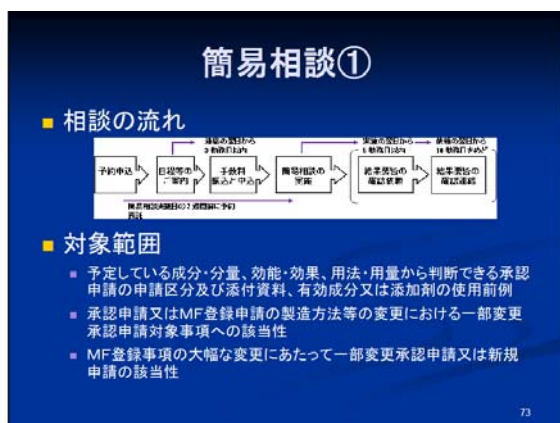 簡易相談①
■ 相談の流れ
予約申込
日程等のご案内
手数料
簡易相談の実施
結果要旨の確認依頼
結果要旨の確認連絡
■ 対象範囲
■ 予定している成分・分量、効能・効果、用法・用量から判断できる承認
申請の申請区分及び添付資料、有効成分又は添加剤の使用前例
■ 承認申請又はMF登録申請の製造方法等の変更における一部変更
承認申請対象事項への該当性
■ MF登録事項の大幅な変更にあたって一部変更承認申請又は新規
申請の該当性
73